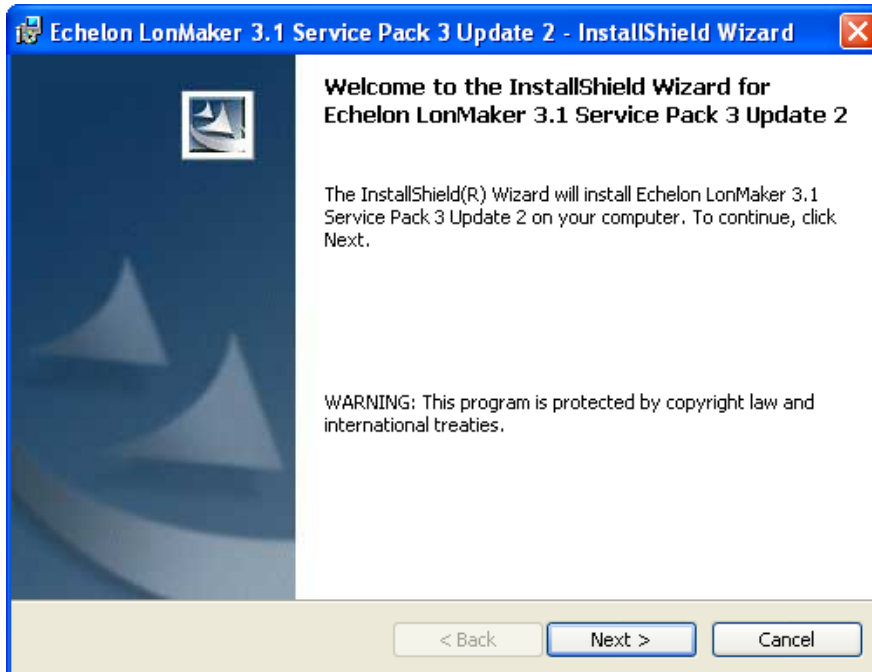 Echelon LonMaker 3.1 Service Pack 3 Update 2 - InstallShield Wizard
Welcome to the InstallShield Wizard for
Echelon LonMaker 3.1 Service Pack 3 Update 2
The InstallShield(R) Wizard will install Echelon LonMaker 3.1
Service Pack 3 Update 2 on your computer. To continue, click
Next.
WARNING: This program is protected by copyright law and
international treaties.
< Back
Next >
Cancel